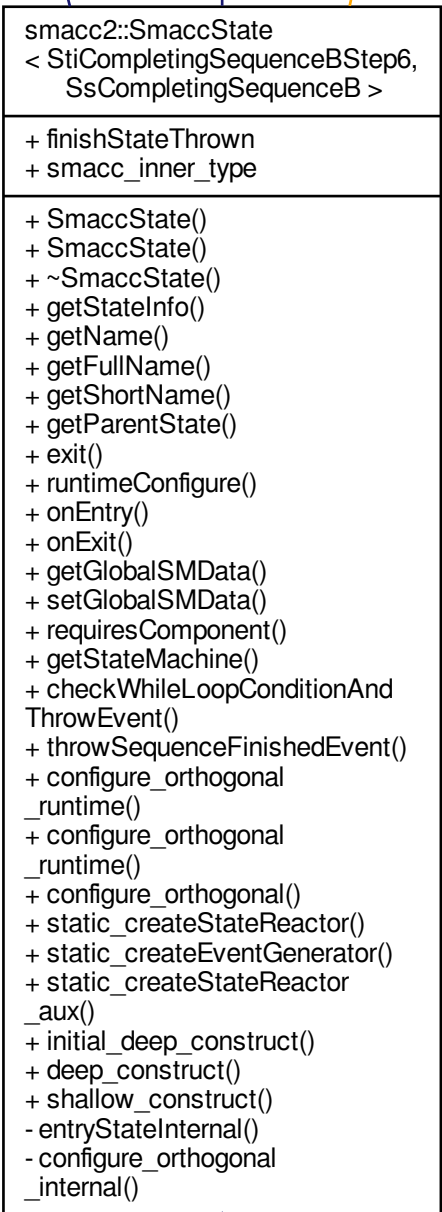 smacc2::SmaccState
< StiCompletingSequenceBStep6,
SsCompletingSequenceB >
+ finishStateThrown
+ smacc_inner_type
+ SmaccState()
+ SmaccState()
+ ~SmaccState()
+ getStateInfo()
+ getName()
+ getFullName()
+ getShortName()
+ getParentState()
+ exit()
+ runtimeConfigure()
+ onEntry()
+ onExit()
+ getGlobalSMData()
+ setGlobalSMData()
+ requiresComponent()
+ getStateMachine()
+ checkWhileLoopConditionAnd
ThrowEvent()
+ throwSequenceFinishedEvent()
+ configure_orthogonal
_runtime()
+ configure_orthogonal
_runtime()
+ configure_orthogonal()
+ static_createStateReactor()
+ static_createEventGenerator()
+ static_createStateReactor
_aux()
+ initial_deep_construct()
+ deep_construct()
+ shallow_construct()
- entryStateInternal()
- configure_orthogonal
_internal()